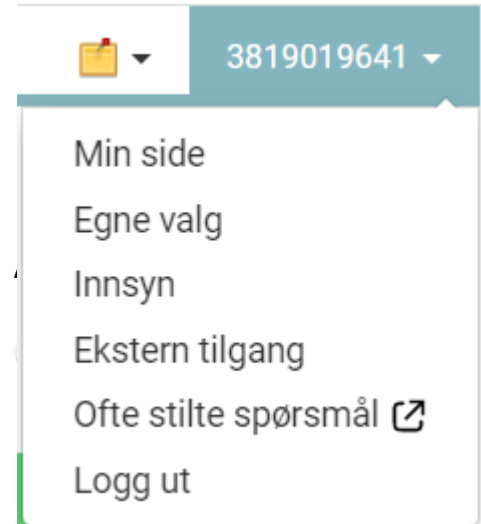 3819019641
Min side
Egne valg
Innsyn
Ekstern tilgang
Ofte stilte spørsmål
Logg ut